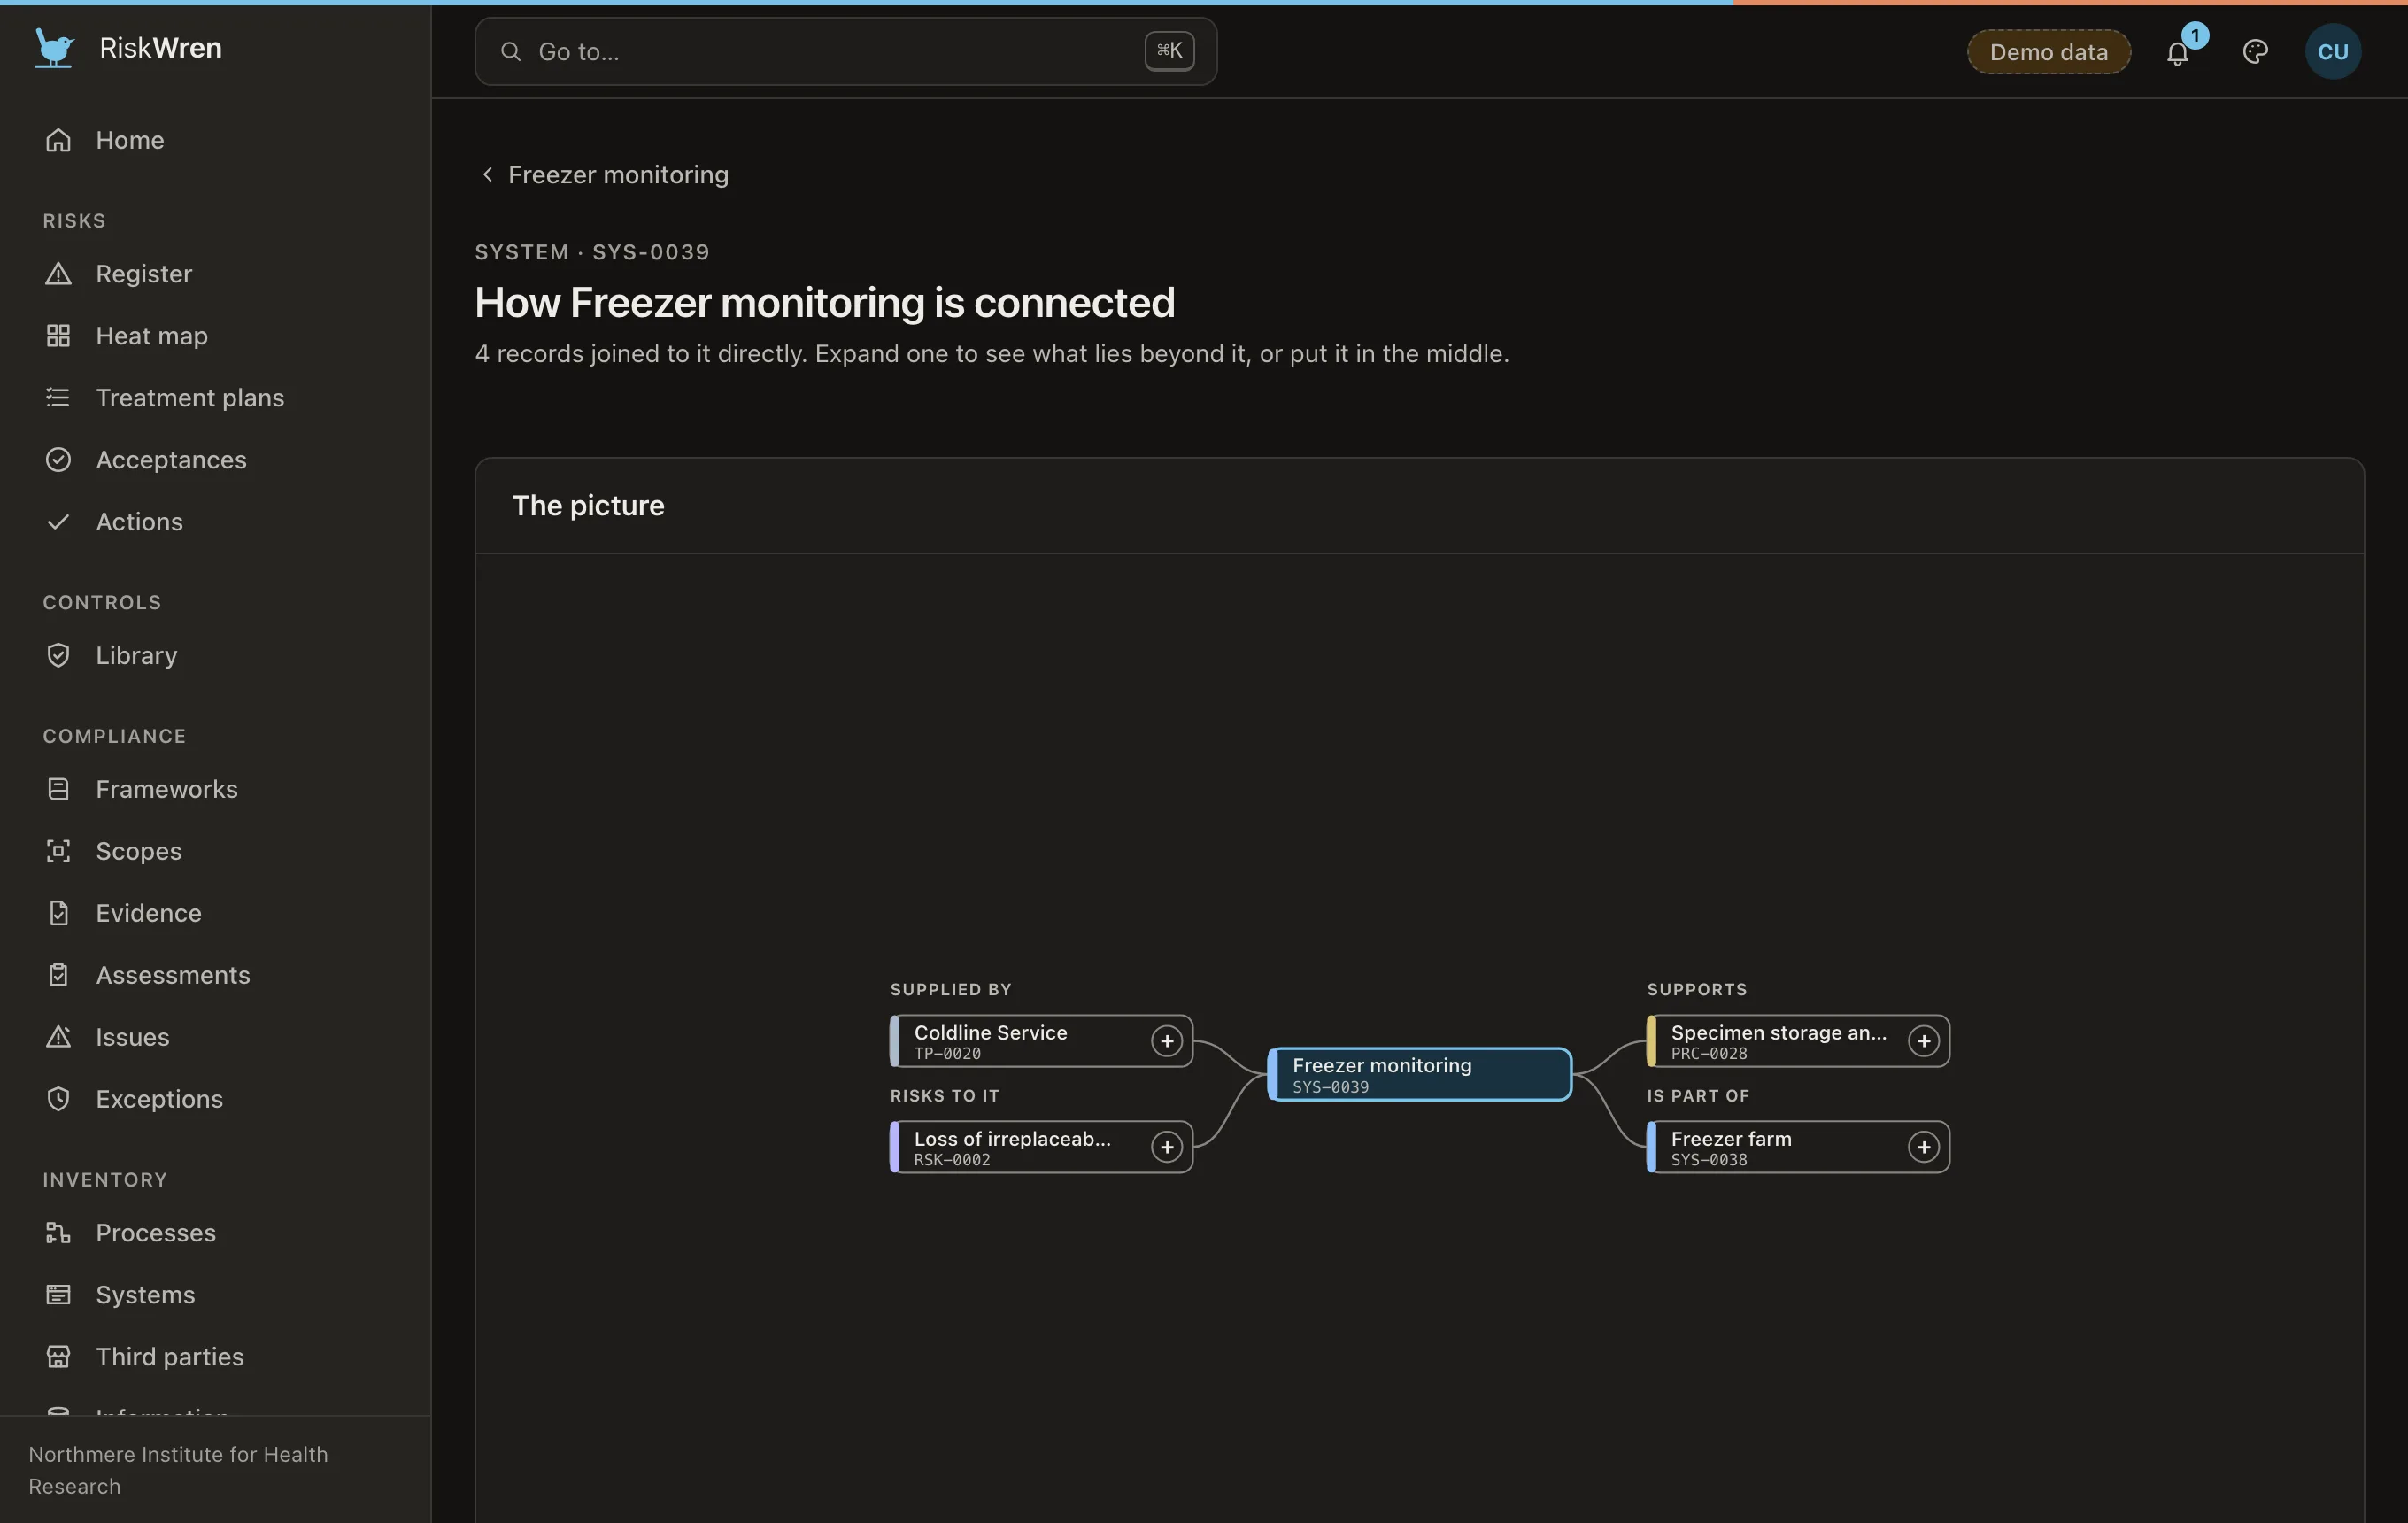 RiskWren
Go to...
⌘K
Demo data
1
CU
Home
RISKS
Register
Heat map
Treatment plans
Acceptances
Actions
CONTROLS
Library
COMPLIANCE
Frameworks
Scopes
Evidence
Assessments
Issues
Exceptions
INVENTORY
Processes
Systems
Third parties
Information
Northmere Institute for Health
Research
Freezer monitoring
SYSTEM · SYS-0039
How Freezer monitoring is connected
4 records joined to it directly. Expand one to see what lies beyond it, or put it in the middle.
The picture
SUPPLIED BY
Coldline Service
TP-0020
RISKS TO IT
Loss of irreplaceab...
RSK-0002
Freezer monitoring
SYS-0039
SUPPORTS
Specimen storage an...
PRC-0028
IS PART OF
Freezer farm
SYS-0038